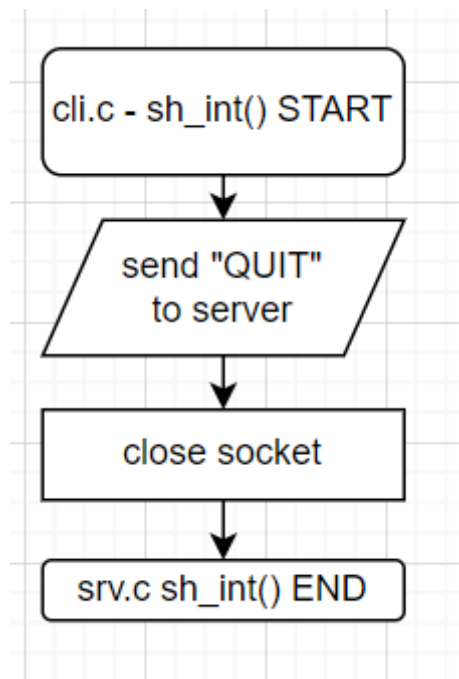 cli.c - sh_int() START
send "QUIT"
to server
close socket
srv.c sh_int() END